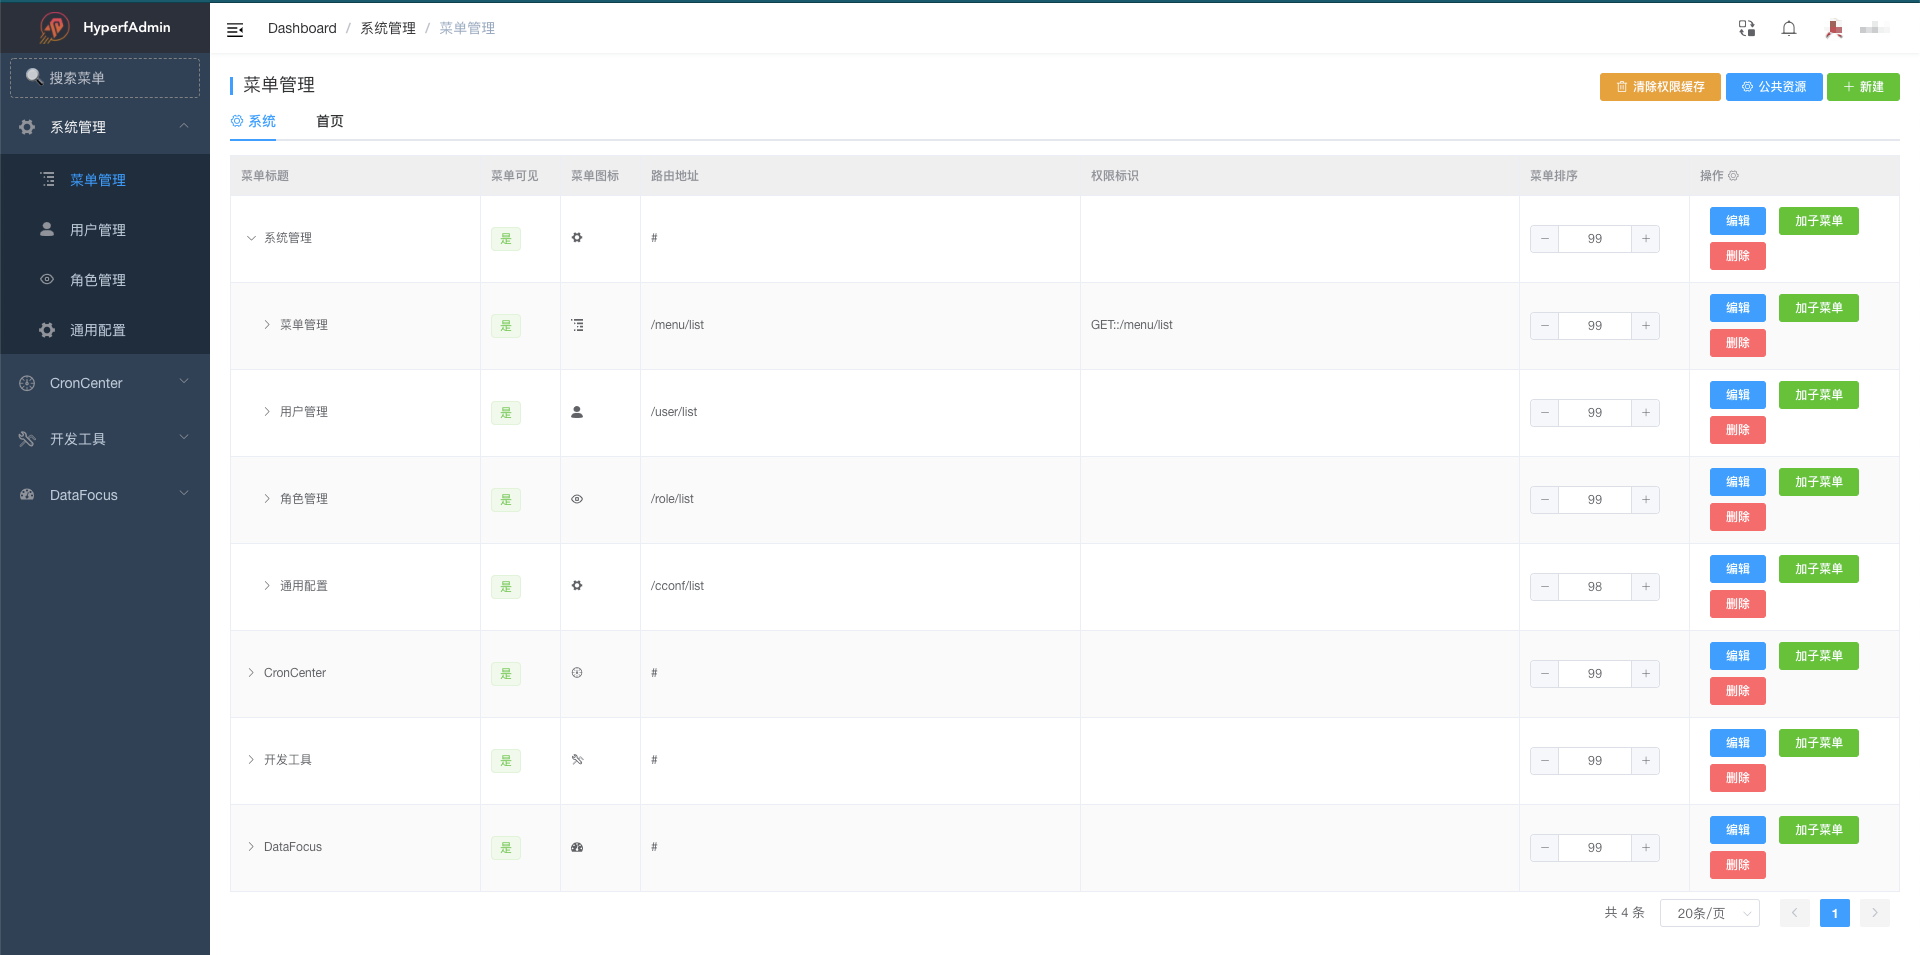 HyperfAdmin
Dashboard / 系统管理 / 菜单管理
搜索菜单
系统管理
菜单管理
用户管理
角色管理
通用配置
CronCenter
开发工具
DataFocus
菜单管理
清除权限缓存 公共资源 新建
系统 首页
菜单标题 菜单可见 菜单图标 路由地址 权限标识 菜单排序 操作
系统管理 是 # 99 编辑 加子菜单
删除
菜单管理 是 /menu/list GET::/menu/list 99 编辑 加子菜单
删除
用户管理 是 /user/list 99 编辑 加子菜单
删除
角色管理 是 /role/list 99 编辑 加子菜单
删除
通用配置 是 /cconf/list 98 编辑 加子菜单
删除
CronCenter 是 # 99 编辑 加子菜单
删除
开发工具 是 # 99 编辑 加子菜单
删除
DataFocus 是 # 99 编辑 加子菜单
删除
共 4 条 20条/页 1